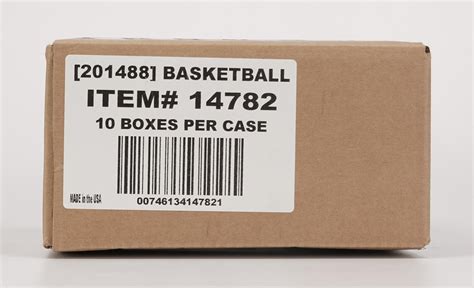 [201488] BASKETBALL
ITEM# 14782
10 BOXES PER CASE
MADE in the USA
00746134147821